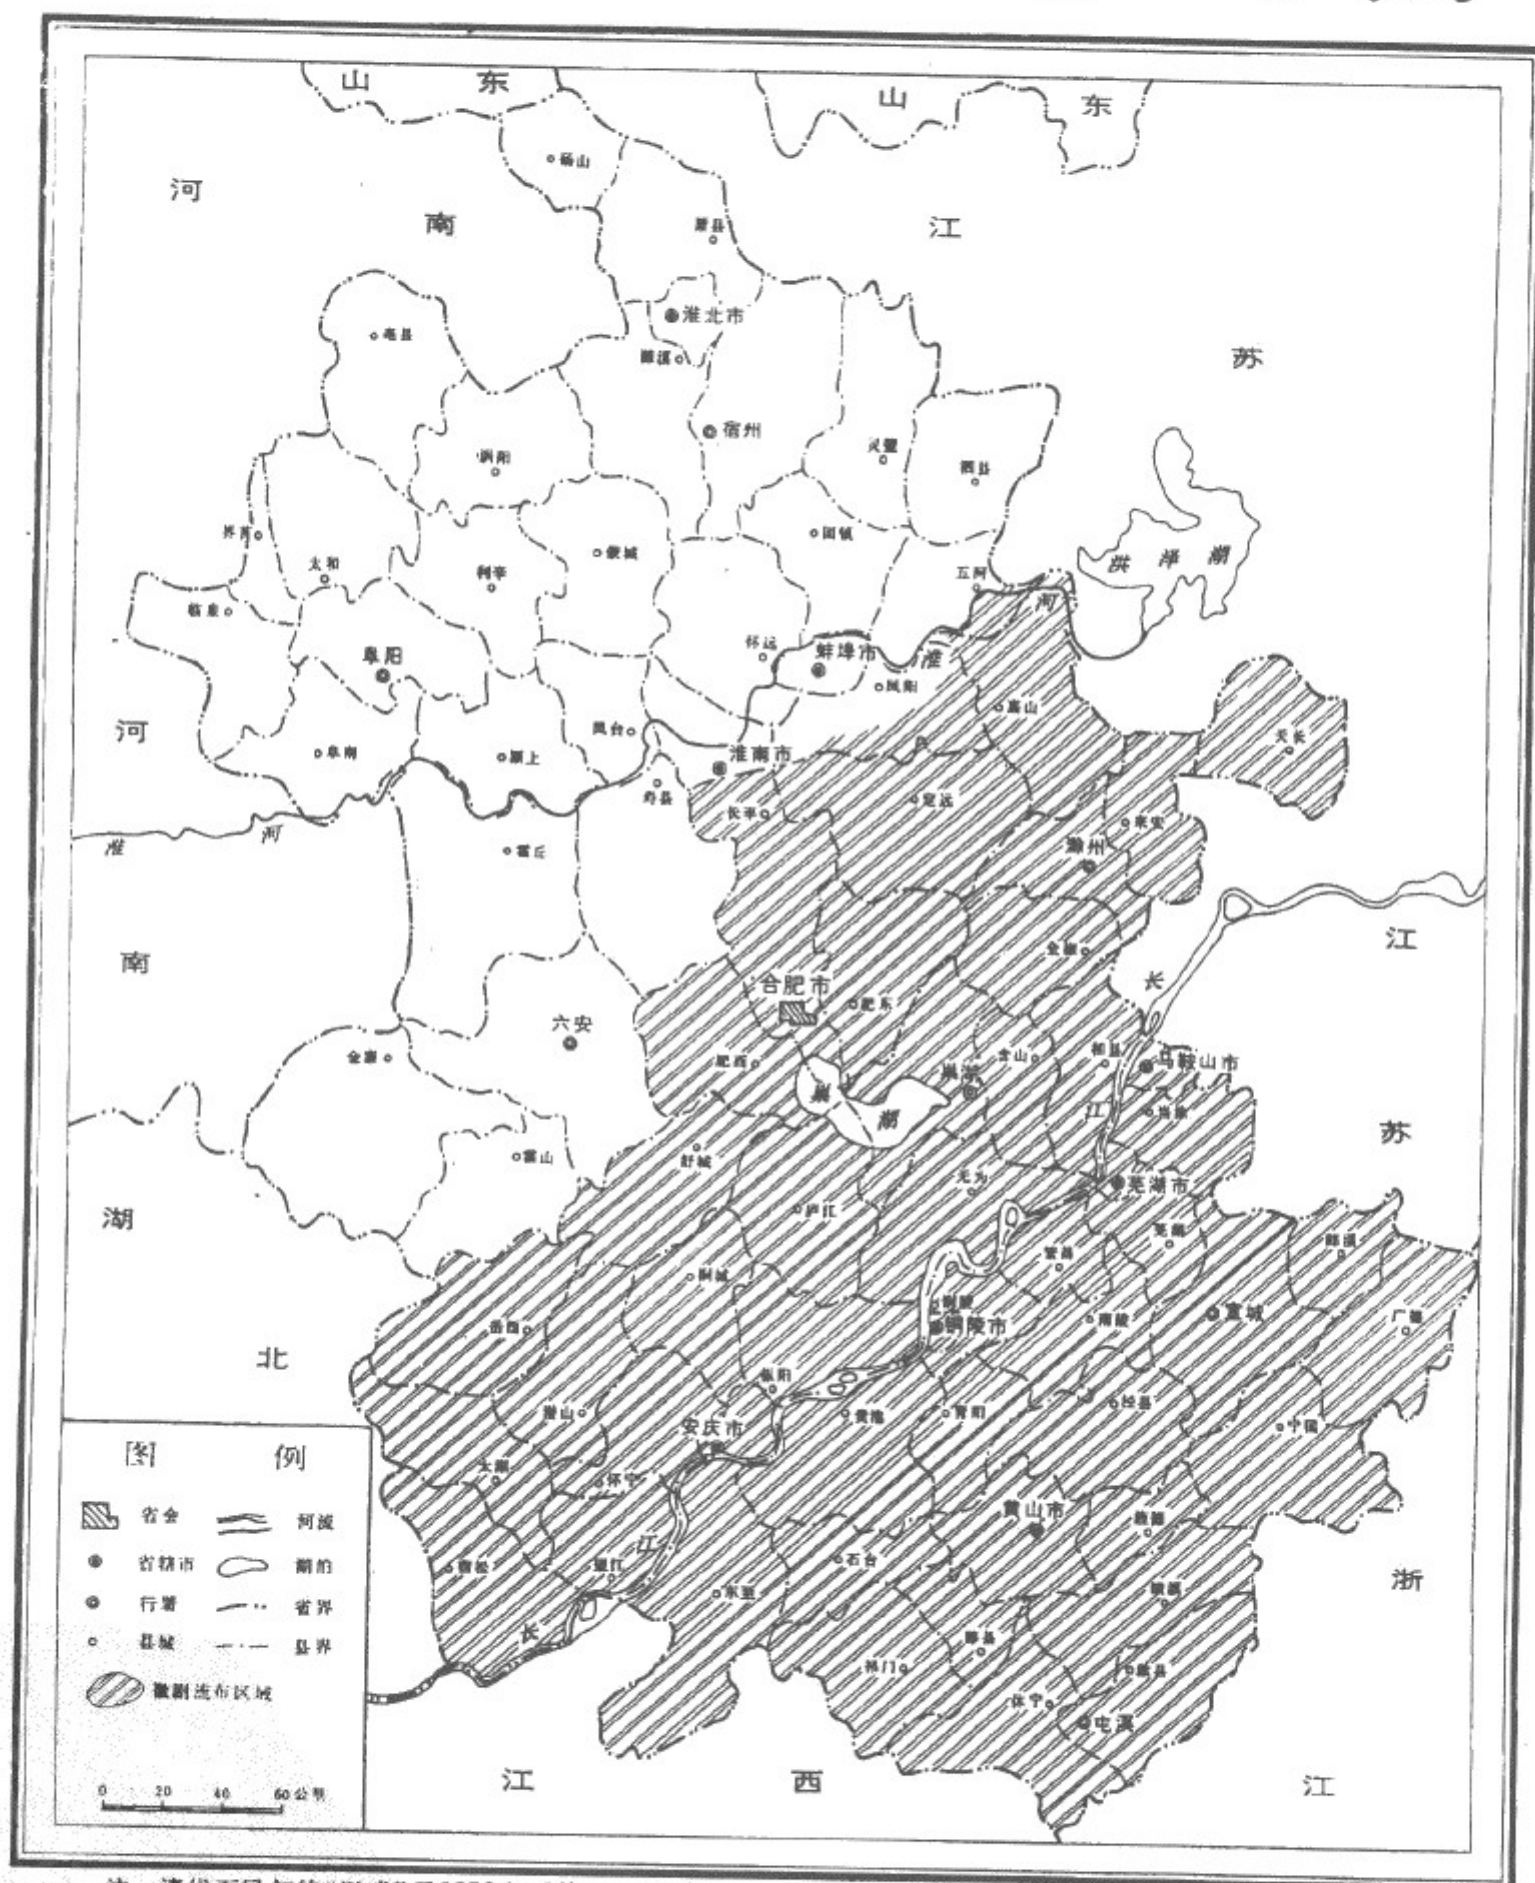 山 东
山 东
砀山
河
南
萧县
江
淮北市
亳县
濉溪
苏
宿州
涡阳
灵璧
泗县
界首
固镇
蒙城
太和
利辛
洪泽湖
五河
河
临泉
怀远
蚌埠市
淮
阜阳
凤阳
嘉山
河
凤台
天长
阜南
颍上
淮南市
寿县
定远
长丰
来安
淮 河
滁州
霍丘
江
全椒
南
长
合肥市
肥东
六安
金寨
肥西
含山
和县
马鞍山市
巢湖
巢 湖
江
当涂
苏
霍山
舒城
无为
芜湖市
湖
庐江
芜湖
繁昌
郎溪
桐城
铜陵
铜陵市
南陵
宣城
广德
岳西
北
枞阳
潜山
安庆市
贵池
青阳
泾县
宁国
太湖
怀宁
黄山市
旌德
江
宿松
望江
石台
东至
绩溪
浙
长
黟县
祁门
歙县
休宁
屯溪
江 西
江
图 例
省会 河流
省辖市 湖泊
行署 省界
县城 县界
徽剧流布区域
0 20 40 60公里